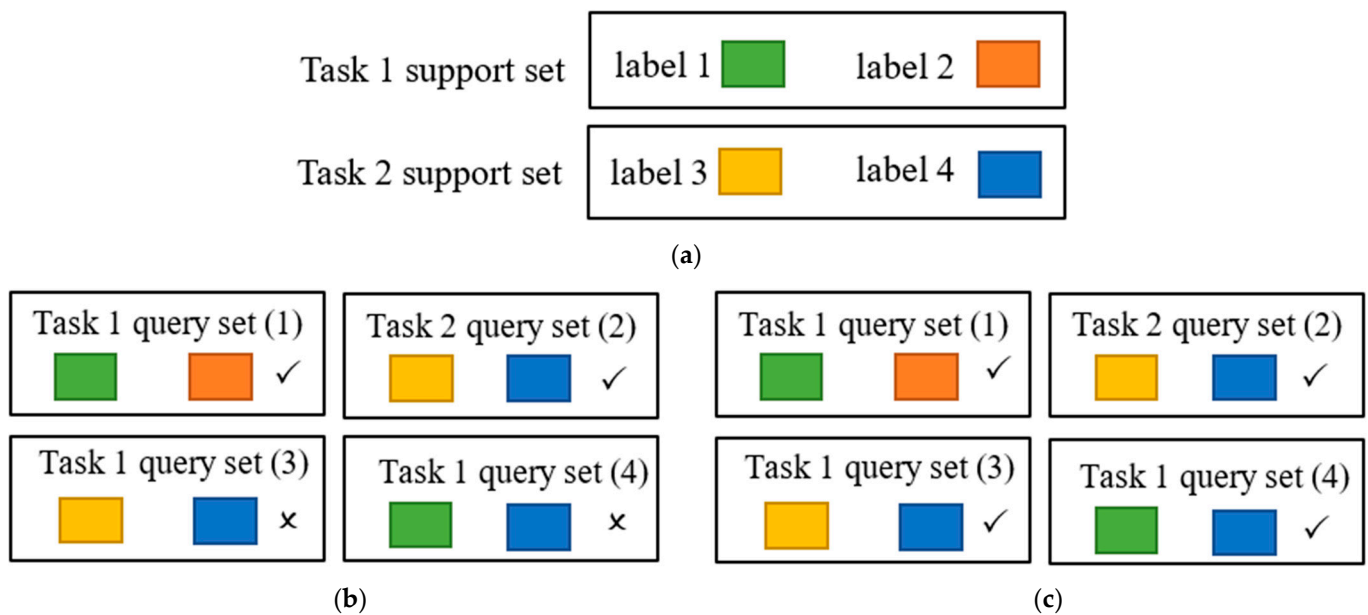 Task 1 support set label 1 label 2
Task 2 support set label 3 label 4
(a)
Task 1 query set (1)
✓
Task 2 query set (2)
✓
Task 1 query set (3)
×
Task 1 query set (4)
×
(b)
Task 1 query set (1)
✓
Task 2 query set (2)
✓
Task 1 query set (3)
✓
Task 1 query set (4)
✓
(c)